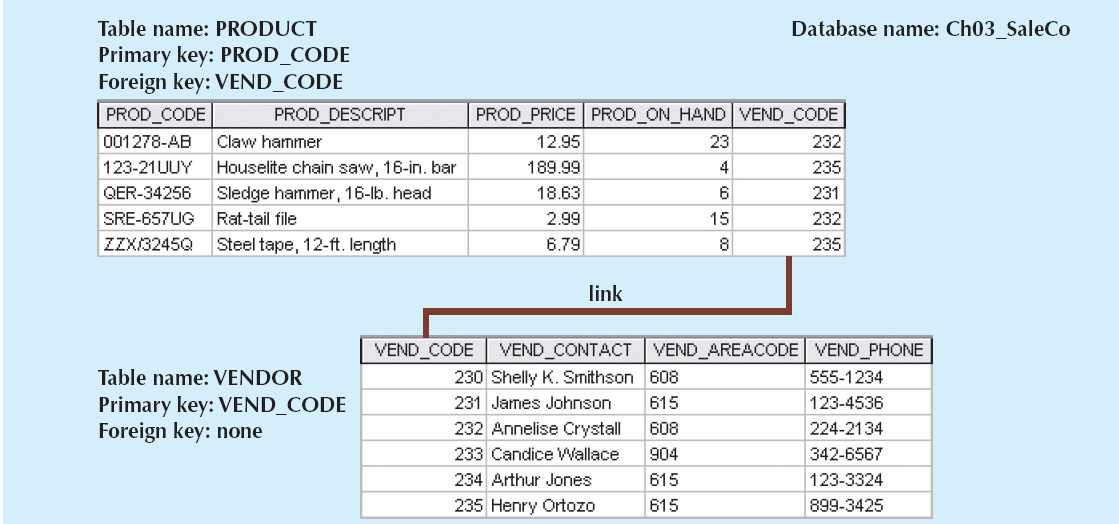 Table name: PRODUCT
Database name: Ch03_SaleCo
Primary key: PROD_CODE
Foreign key: VEND_CODE
PROD_CODE PROD_DESCRIPT PROD_PRICE PROD_ON_HAND VEND_CODE
001278-AB Claw hammer 12.95 23 232
123-21UUY Houselite chain saw, 16-in. bar 189.99 4 235
QER-34256 Sledge hammer, 16-lb. head 18.63 6 231
SRE-657UG Rat-tail file 2.99 15 232
ZZX/3245Q Steel tape, 12-ft. length 6.79 8 235
link
Table name: VENDOR
Primary key: VEND_CODE
Foreign key: none
VEND_CODE VEND_CONTACT VEND_AREACODE VEND_PHONE
230 Shelly K. Smithson 608 555-1234
231 James Johnson 615 123-4536
232 Annelise Crystall 608 224-2134
233 Candice Wallace 904 342-6567
234 Arthur Jones 615 123-3324
235 Henry Ortozo 615 899-3425